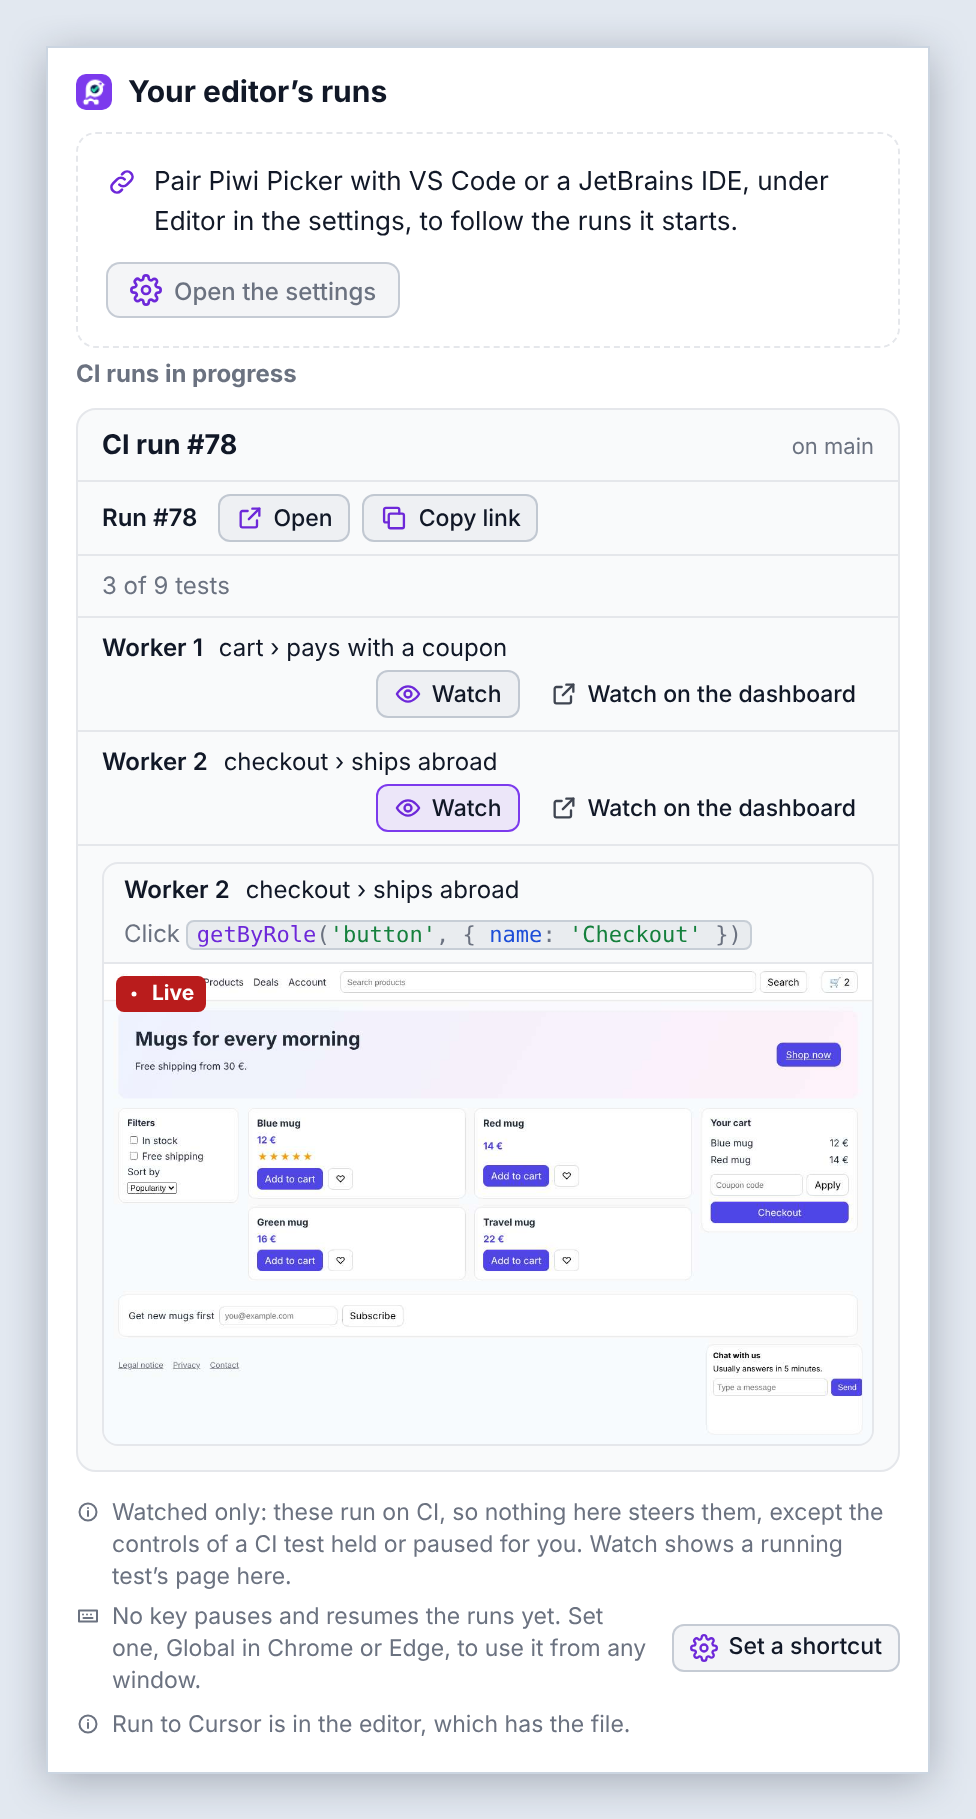 Your editor’s runs
Pair Piwi Picker with VS Code or a JetBrains IDE, under
Editor in the settings, to follow the runs it starts.
Open the settings
CI runs in progress
CI run #78
on main
Run #78
Open
Copy link
3 of 9 tests
Worker 1 cart › pays with a coupon
Watch
Watch on the dashboard
Worker 2 checkout › ships abroad
Watch
Watch on the dashboard
Worker 2 checkout › ships abroad
Click getByRole('button', { name: 'Checkout' })
• Live
Products Deals Account
Search products
Search
2
Mugs for every morning
Free shipping from 30 €.
Shop now
Filters
In stock
Free shipping
Sort by
Popularity
Blue mug
12 €
★★★★★
Add to cart
Red mug
14 €
Add to cart
Green mug
16 €
Add to cart
Travel mug
22 €
Add to cart
Your cart
Blue mug 12 €
Red mug 14 €
Coupon code
Apply
Checkout
Get new mugs first
you@example.com
Subscribe
Legal notice Privacy Contact
Chat with us
Usually answers in 5 minutes.
Type a message
Send
Watched only: these run on CI, so nothing here steers them, except the
controls of a CI test held or paused for you. Watch shows a running
test’s page here.
No key pauses and resumes the runs yet. Set
one, Global in Chrome or Edge, to use it from any
window.
Set a shortcut
Run to Cursor is in the editor, which has the file.